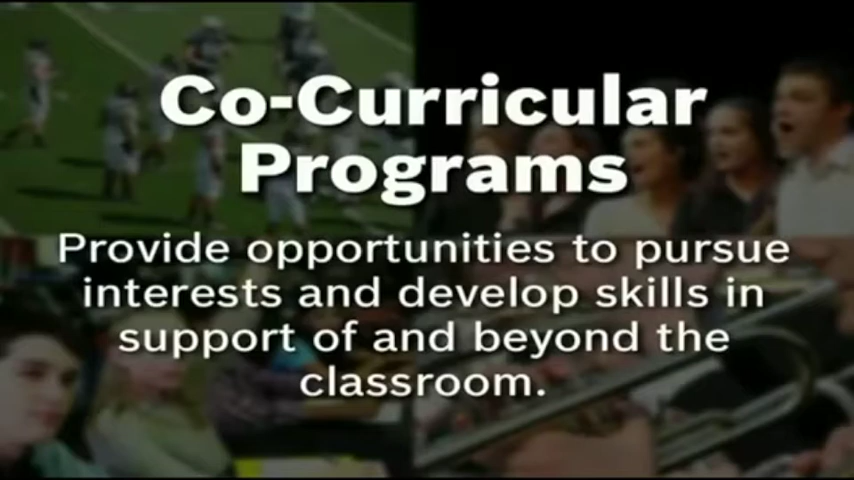 Co-Curricular
Programs
Provide opportunities to pursue
interests and develop skills in
support of and beyond the
classroom.